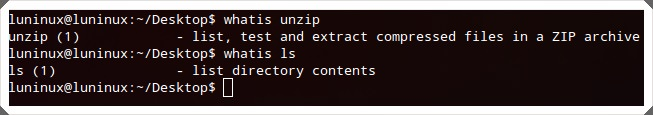 luninux@luninux:~/Desktop$ whatis unzip
unzip (1)            - list, test and extract compressed files in a ZIP archive
luninux@luninux:~/Desktop$ whatis ls
ls (1)               - list directory contents
luninux@luninux:~/Desktop$